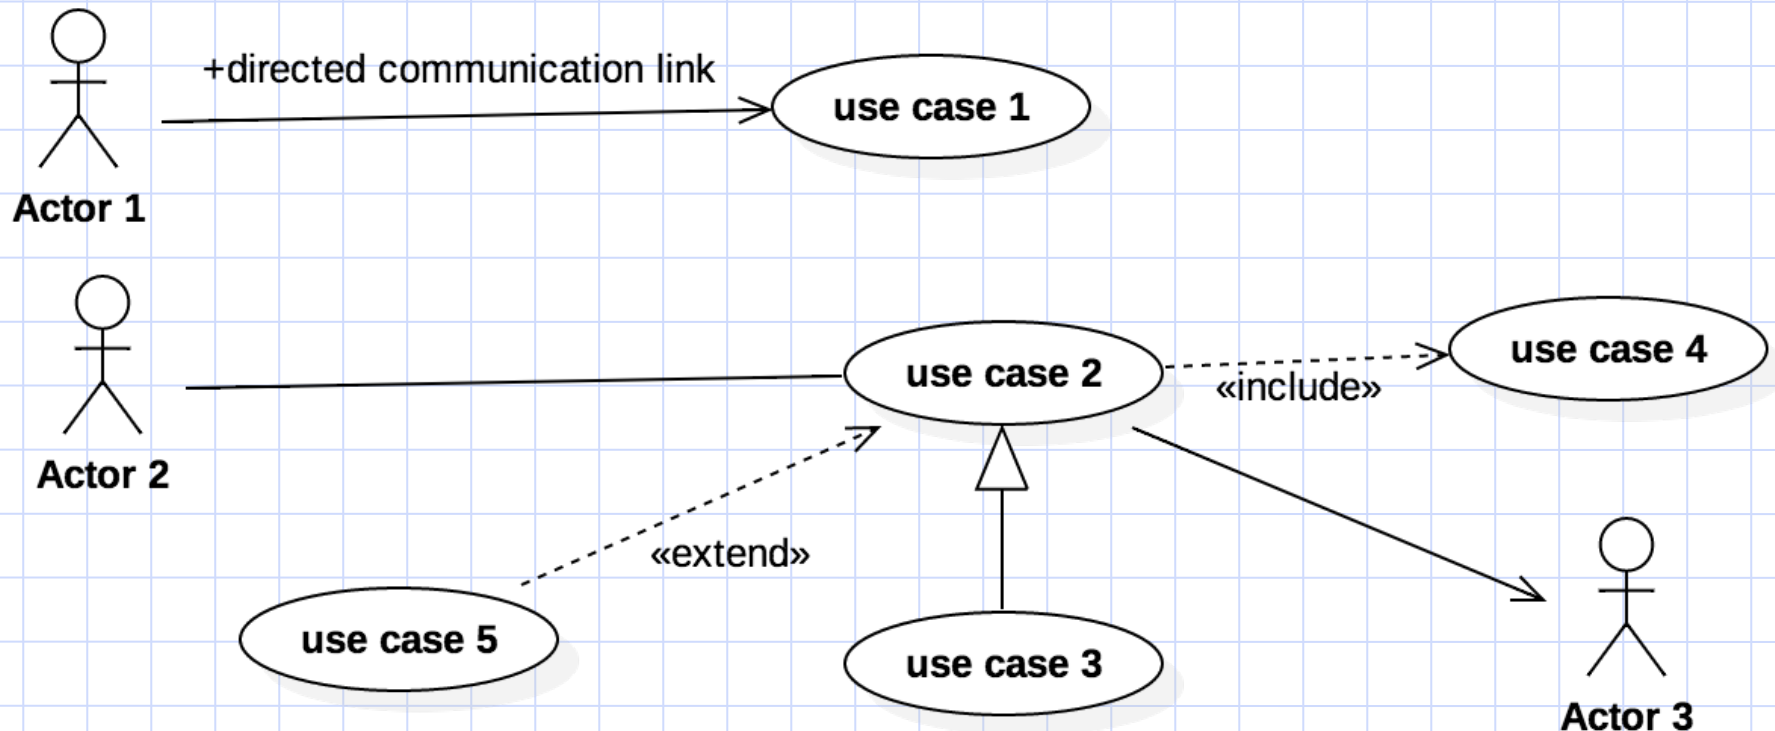 +directed communication link
use case 1
Actor 1
use case 2
use case 4
«include»
Actor 2
«extend»
use case 5
use case 3
Actor 3